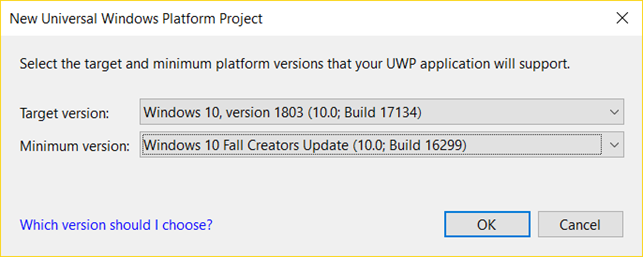 New Universal Windows Platform Project
Select the target and minimum platform versions that your UWP application will support.
Target version: Windows 10, version 1803 (10.0; Build 17134)
Minimum version: Windows 10 Fall Creators Update (10.0; Build 16299)
Which version should I choose? OK Cancel